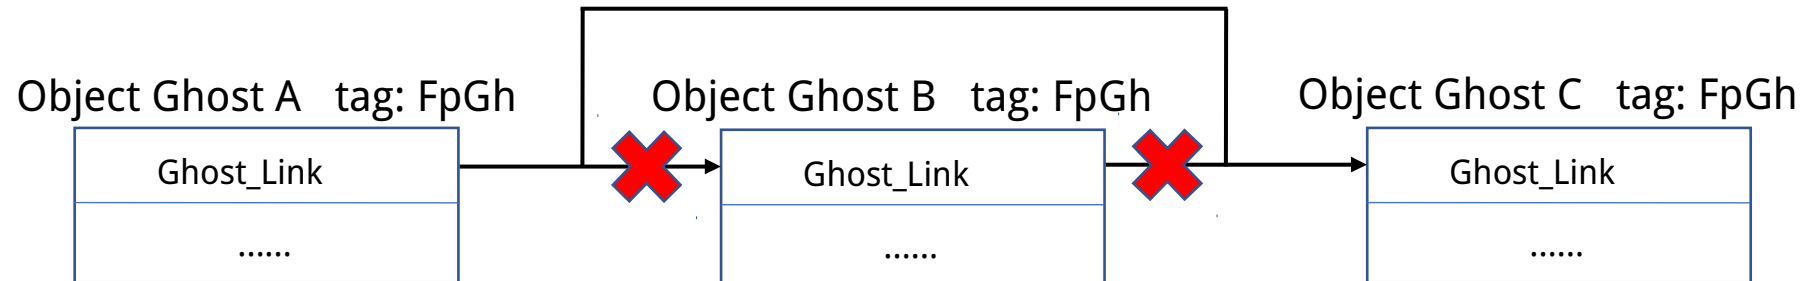 Object Ghost A tag: FpGh
Object Ghost B tag: FpGh
Object Ghost C tag: FpGh
Ghost_Link
Ghost_Link
Ghost_Link
......
......
......